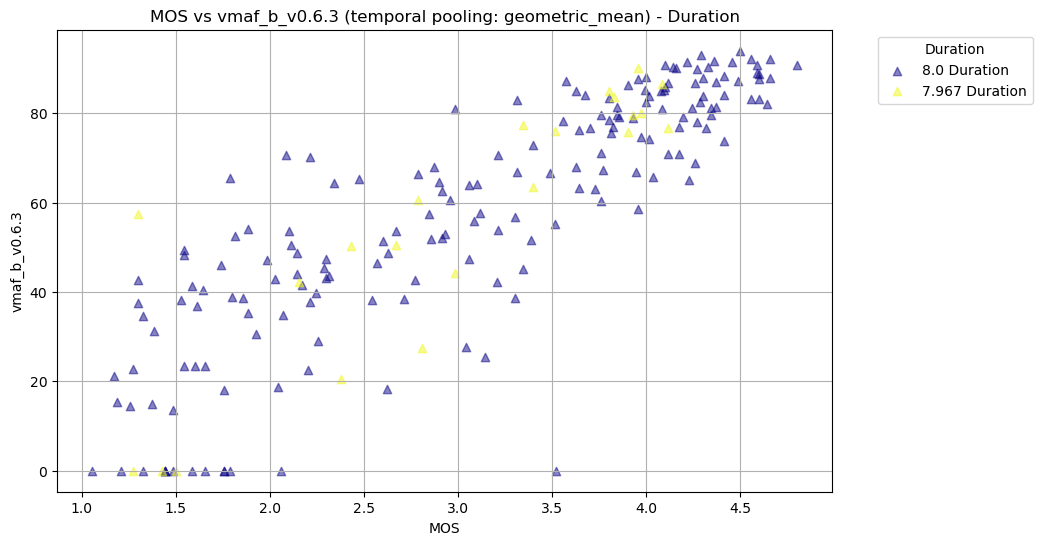 MOS vs vmaf_b_v0.6.3 (temporal pooling: geometric_mean) - Duration
Duration
8.0 Duration
7.967 Duration
vmaf_b_v0.6.3
80
60
40
20
0
1.0 1.5 2.0 2.5 3.0 3.5 4.0 4.5
MOS